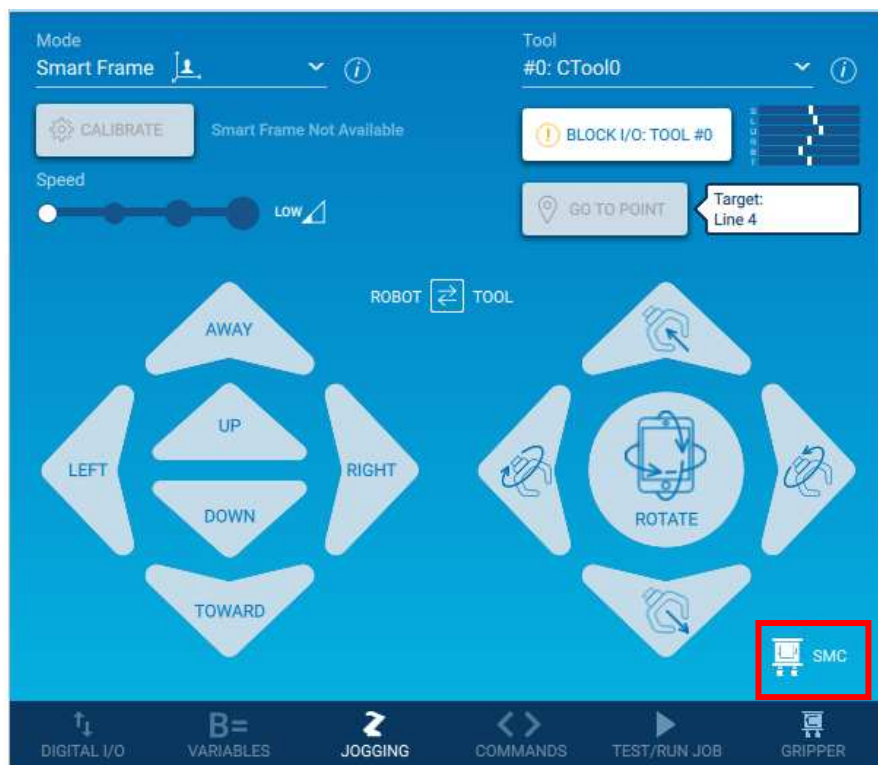 Mode
Tool
Smart Frame
#0: CTool0
CALIBRATE
Smart Frame Not Available
BLOCK I/O: TOOL #0
S
L
U
R
B
T
Speed
LOW
GO TO POINT
Target:
Line 4
ROBOT TOOL
AWAY
UP
LEFT
RIGHT
DOWN
TOWARD
ROTATE
SMC
DIGITAL I/O
B=
VARIABLES
JOGGING
COMMANDS
TEST/RUN JOB
GRIPPER